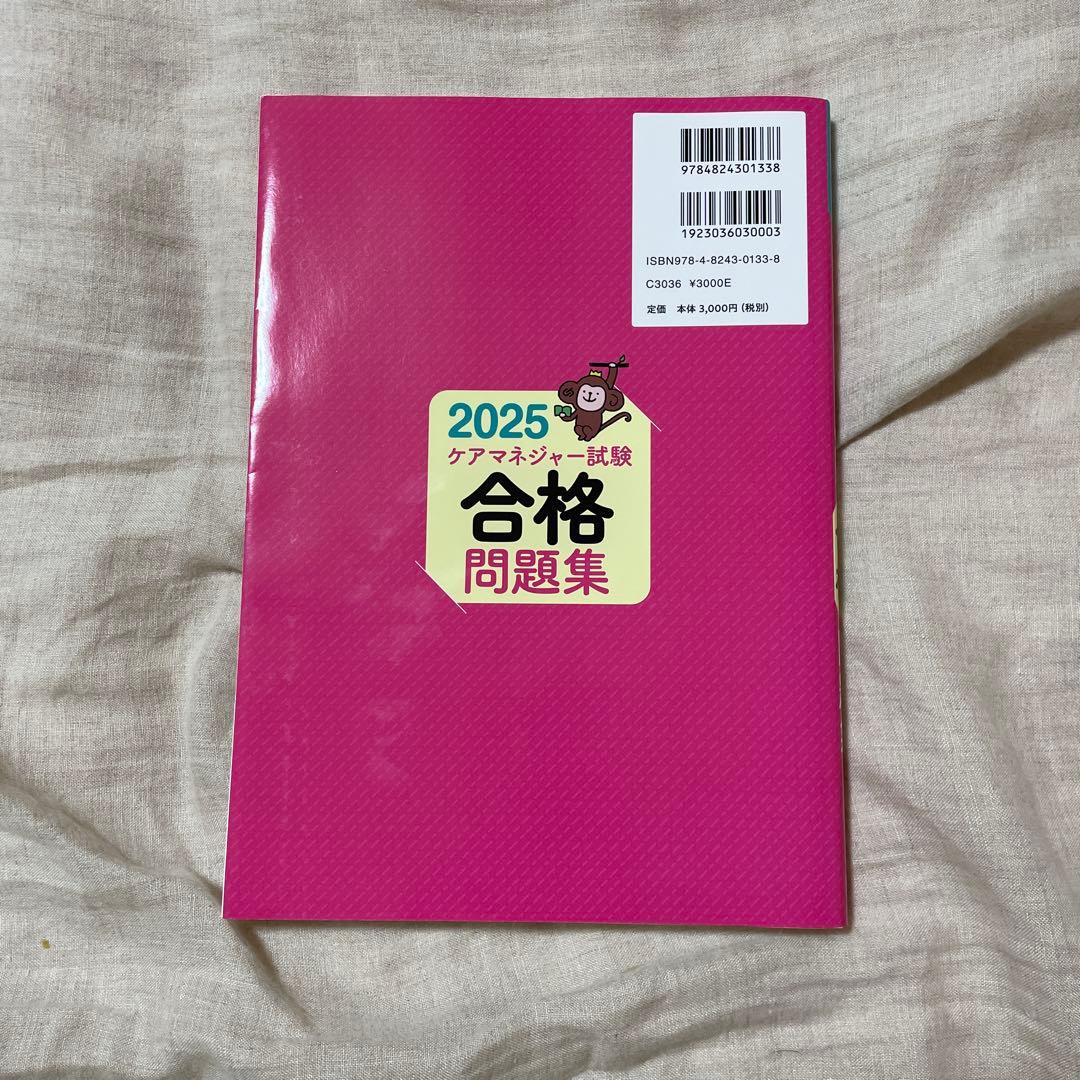 9784824301338
1923036030003
ISBN978-4-8243-0133-8
C3036 ¥3000E
定価 本体 3,000円 (税別)
2025
ケアマネジャー試験
合格
問題集